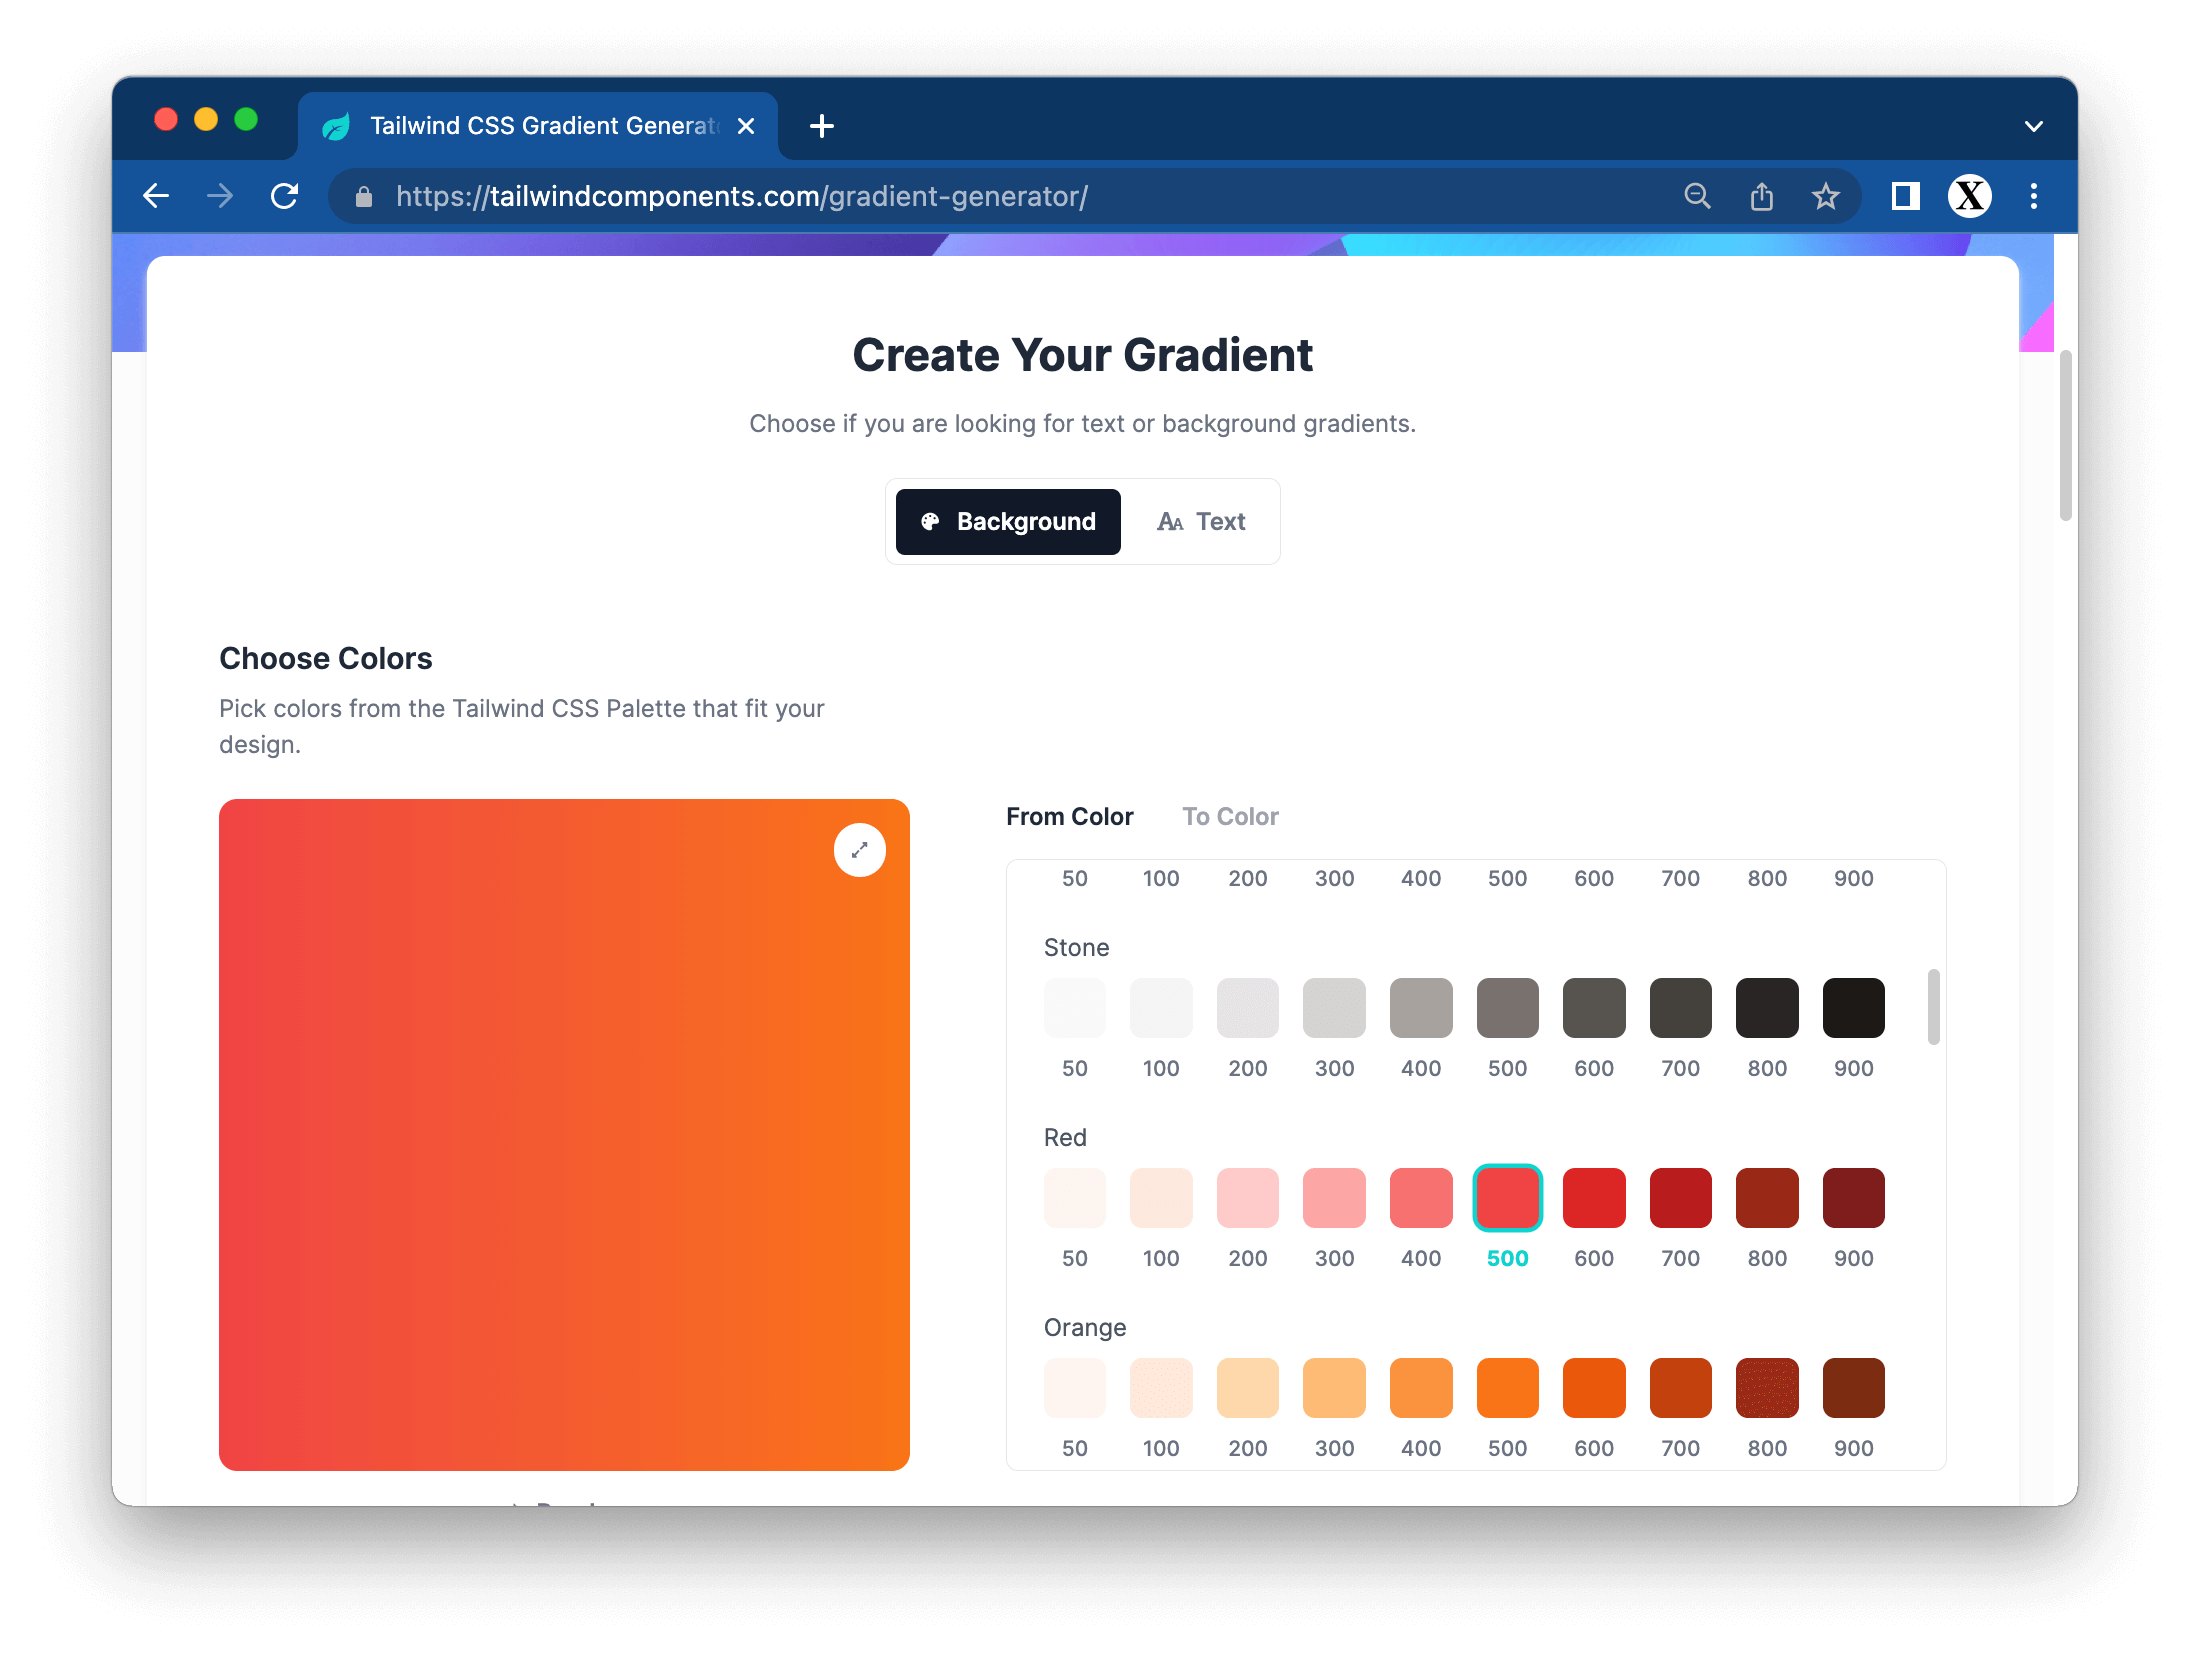 Tailwind CSS Gradient Generat
https://tailwindcomponents.com/gradient-generator/
Create Your Gradient
Choose if you are looking for text or background gradients.
Background
AA Text
Choose Colors
Pick colors from the Tailwind CSS Palette that fit your
design.
From Color To Color
50 100 200 300 400 500 600 700 800 900
Stone
50 100 200 300 400 500 600 700 800 900
Red
50 100 200 300 400 500 600 700 800 900
Orange
50 100 200 300 400 500 600 700 800 900